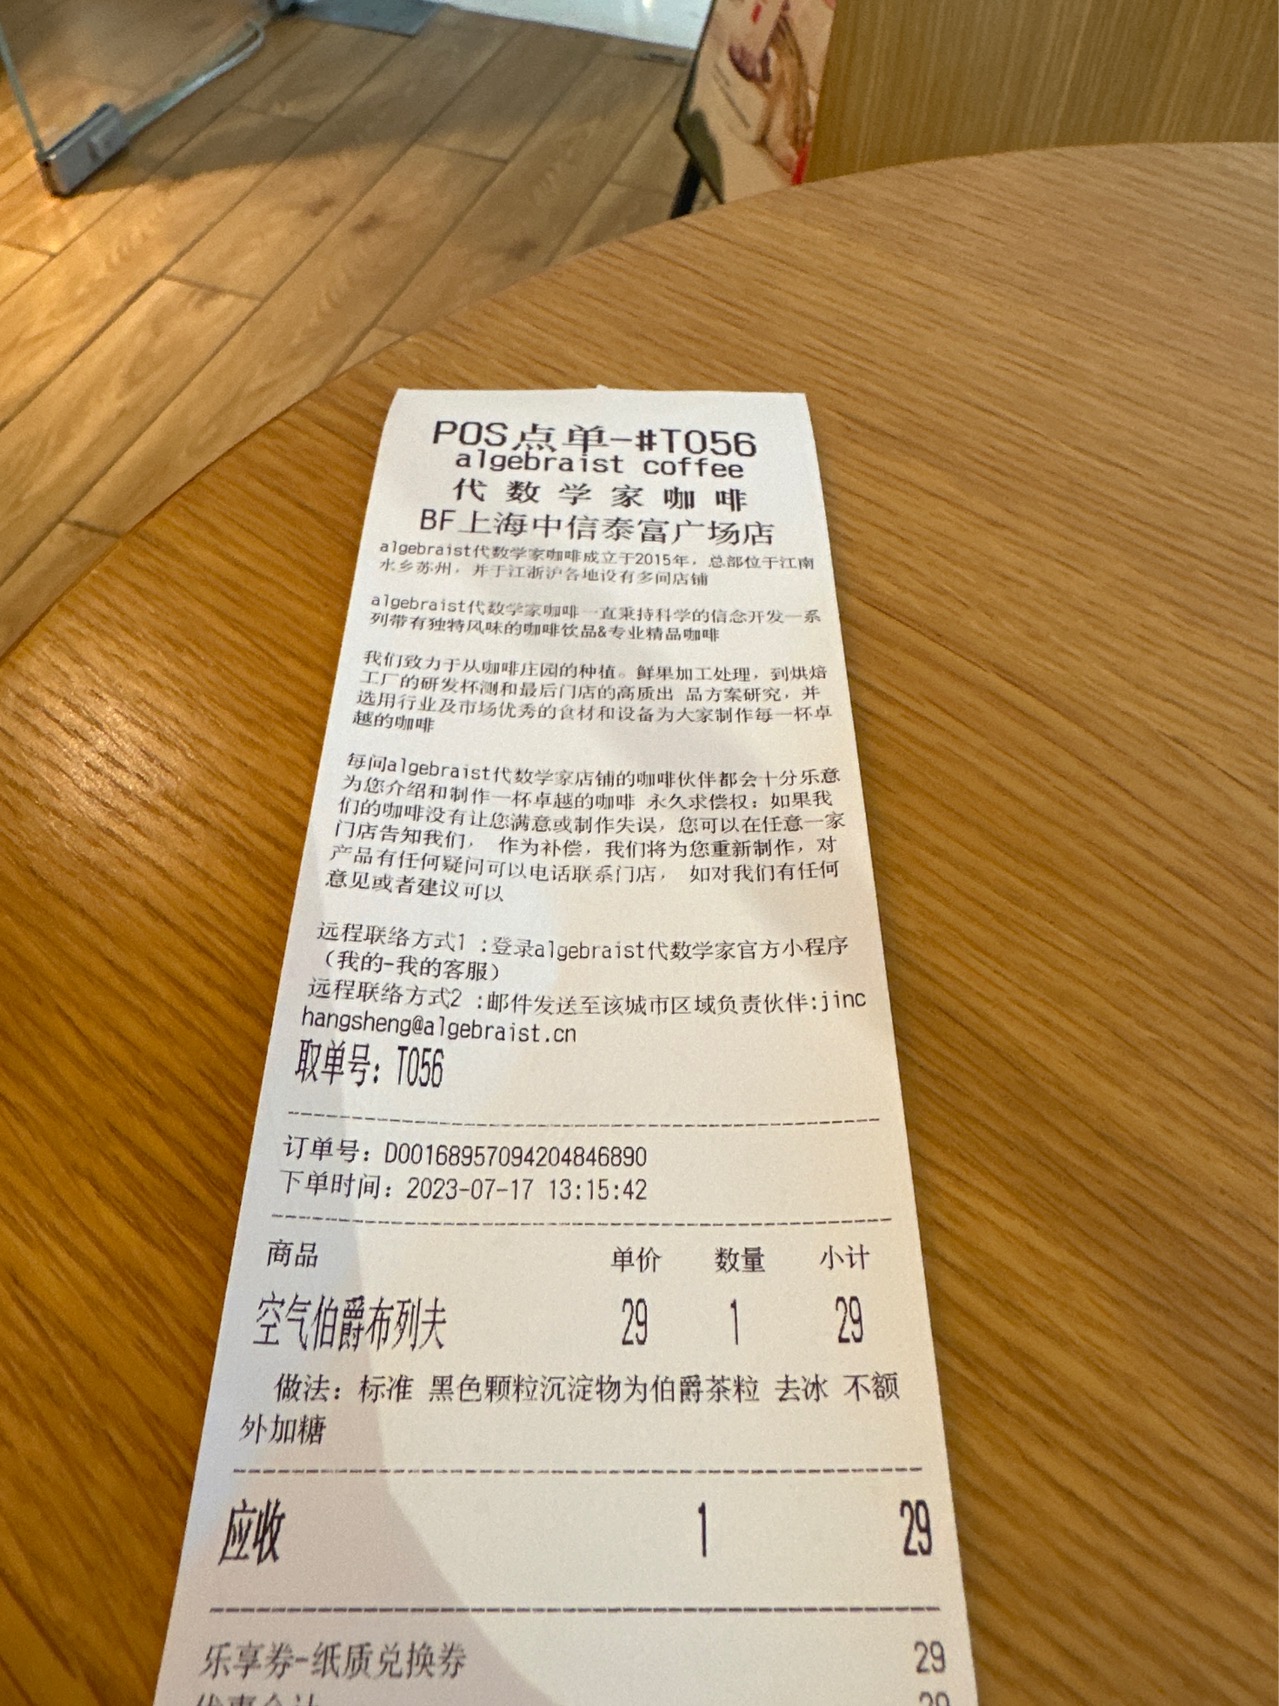 POS点单-#T056
algebraist coffee
代数学家咖啡
BF上海中信泰富广场店
algebraist代数学家咖啡成立于2015年，总部位于江南
水乡苏州，并于江浙沪各地设有多间店铺
algebraist代数学家咖啡一直秉持科学的信念开发一系
列带有独特风味的咖啡饮品&专业精品咖啡
我们致力于从咖啡庄园的种植。鲜果加工处理，到烘焙
工厂的研发杯测和最后门店的高质出 品方案研究，并
选用行业及市场优秀的食材和设备为大家制作每一杯卓
越的咖啡
每间algebraist代数学家店铺的咖啡伙伴都会十分乐意
为您介绍和制作一杯卓越的咖啡 永久求偿权：如果我
们的咖啡没有让您满意或制作失误，您可以在任意一家
门店告知我们， 作为补偿，我们将为您重新制作，对
产品有任何疑问可以电话联系门店， 如对我们有任何
意见或者建议可以
远程联络方式1 :登录algebraist代数学家官方小程序
（我的-我的客服）
远程联络方式2 :邮件发送至该城市区域负责伙伴:jinc
hangsheng@algebraist.cn
取单号：T056
订单号：D00168957094204846890
下单时间：2023-07-17 13:15:42
商品 单价 数量 小计
空气伯爵布列夫 29 1 29
做法：标准 黑色颗粒沉淀物为伯爵茶粒 去冰 不额
外加糖
应收 1 29
乐享券-纸质兑换券 29
优惠合计 29